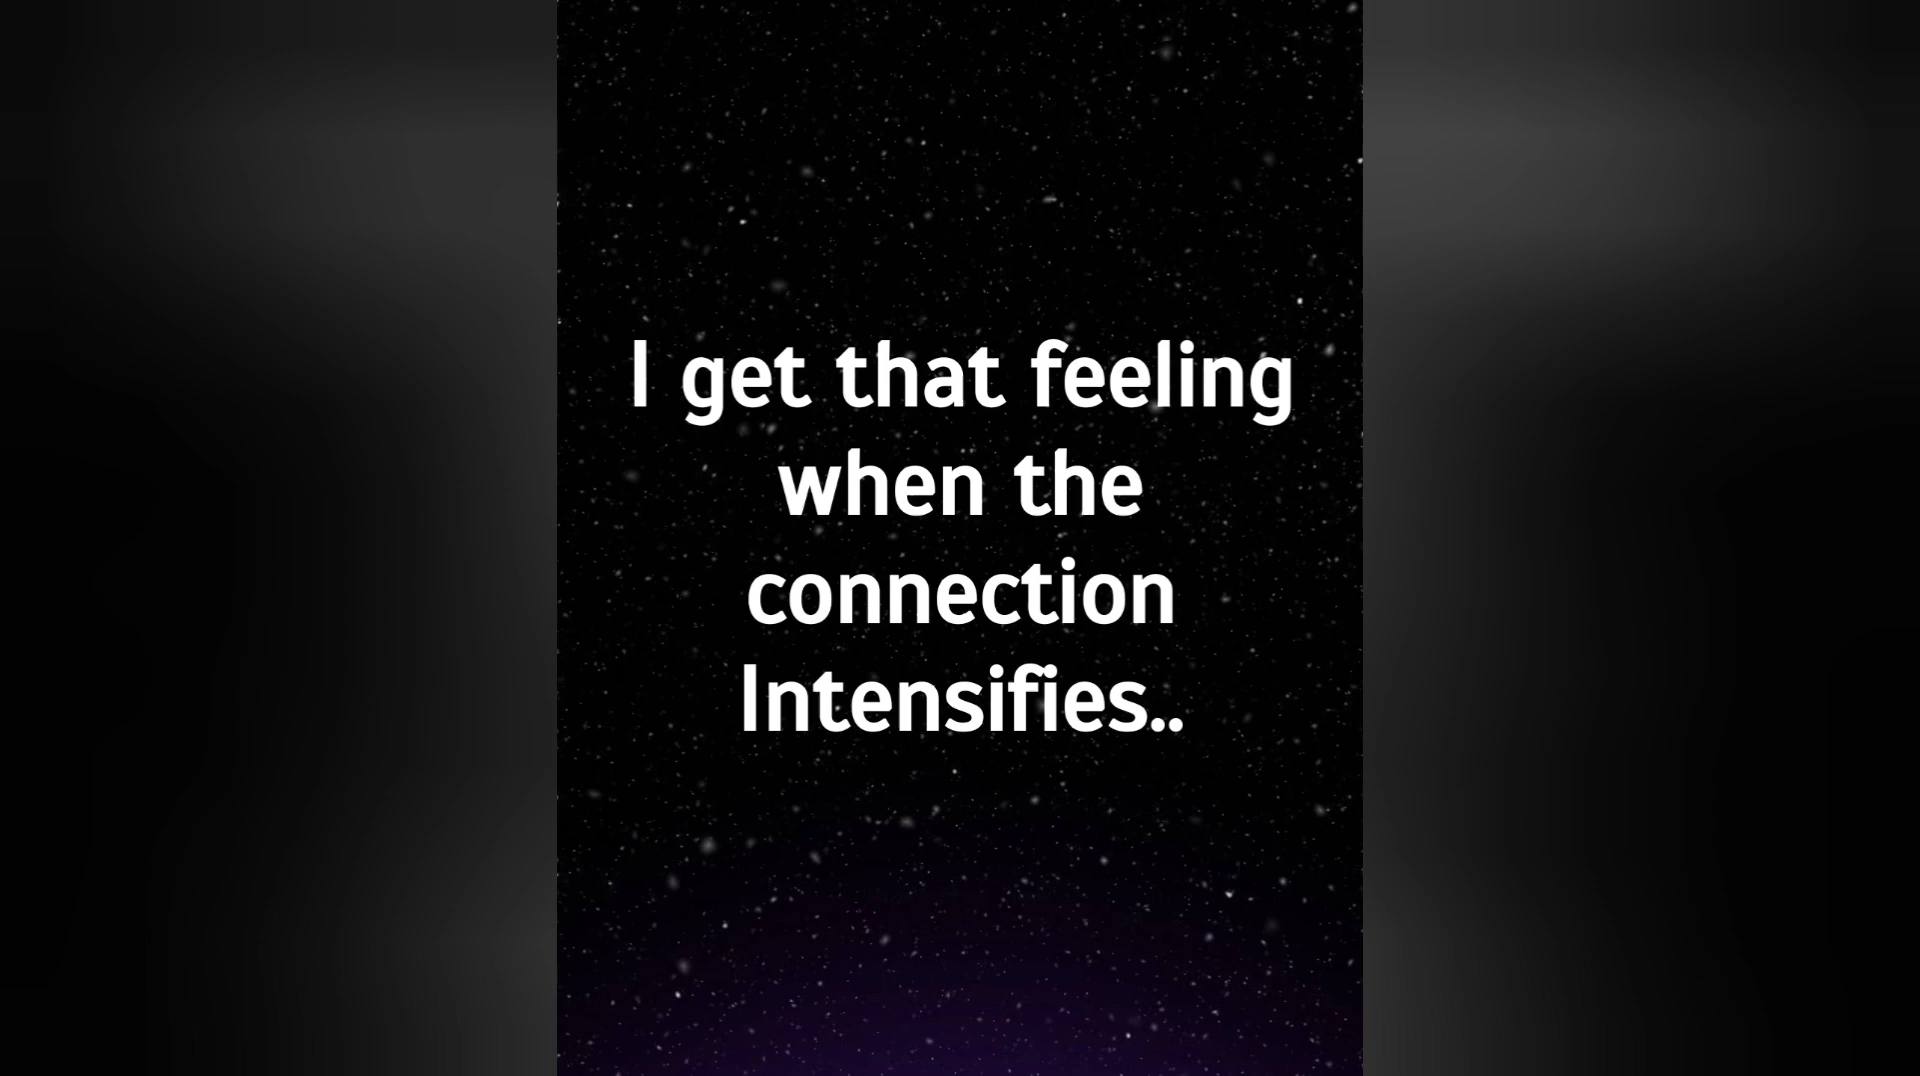 I get that feeling
when the
connection
Intensifies..